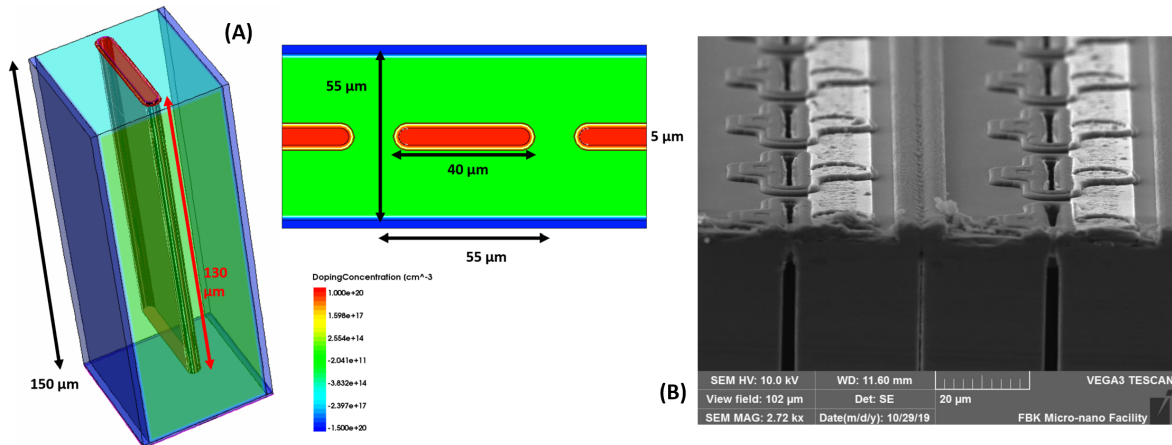 (A)
150 µm
130
µm
55 µm
40 µm
5 µm
55 µm
DopingConcentration (cm^-3
1.000e+20
1.598e+17
2.554e+14
-2.041e+11
-3.832e+14
-2.397e+17
-1.500e+20
(B)
SEM HV: 10.0 kV
WD: 11.60 mm
VEGA3 TESCAN
View field: 102 µm
Det: SE
20 µm
SEM MAG: 2.72 kx
Date(m/d/y): 10/29/19
FBK Micro-nano Facility